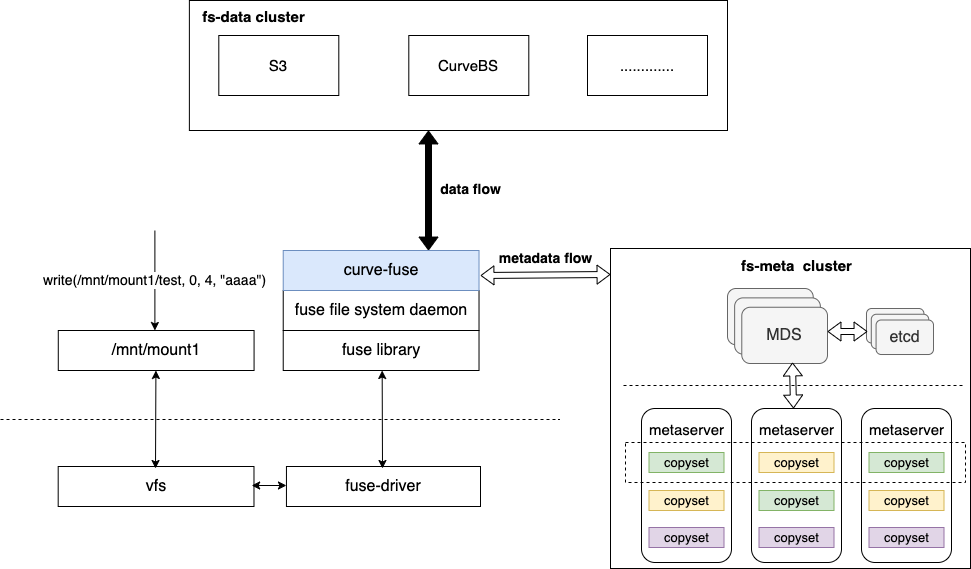 fs-data cluster
S3
CurveBS
.............
data flow
write(/mnt/mount1/test, 0, 4, "aaaa")
/mnt/mount1
vfs
curve-fuse
fuse file system daemon
fuse library
fuse-driver
metadata flow
fs-meta cluster
MDS
etcd
metaserver
metaserver
metaserver
copyset
copyset
copyset
copyset
copyset
copyset
copyset
copyset
copyset